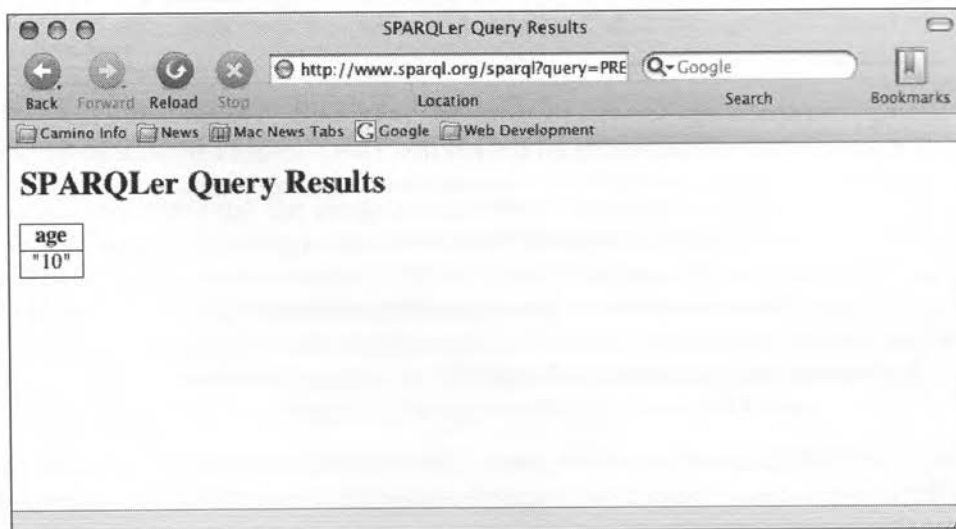 SPARQLer Query Results
http://www.sparql.org/sparql?query=PRE
Google
Back Forward Reload Stop Location Search Bookmarks
Camino Info News Mac News Tabs Google Web Development
SPARQLer Query Results
age
"10"